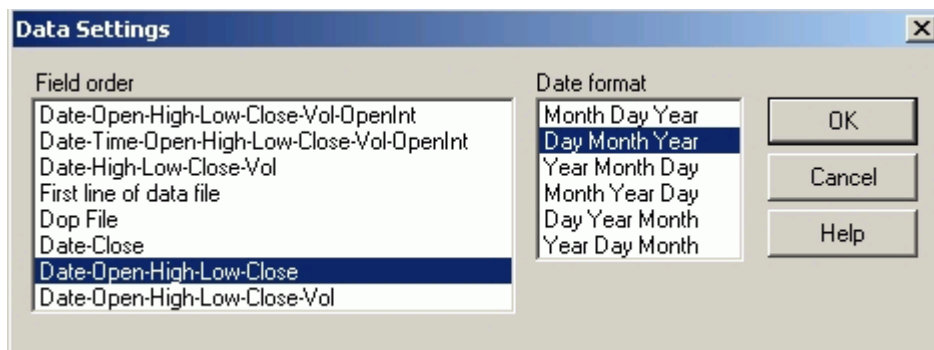 Data Settings
Field order
Date-Open-High-Low-Close-Vol-OpenInt
Date-Time-Open-High-Low-Close-Vol-OpenInt
Date-High-Low-Close-Vol
First line of data file
Dop File
Date-Close
Date-Open-High-Low-Close
Date-Open-High-Low-Close-Vol
Date format
Month Day Year
Day Month Year
Year Month Day
Month Year Day
Day Year Month
Year Day Month
OK
Cancel
Help